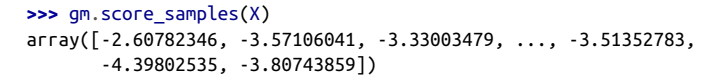 >>> gm.score_samples(X)
array([-2.60782346, -3.57106041, -3.33003479, ..., -3.51352783,
       -4.39802535, -3.80743859])